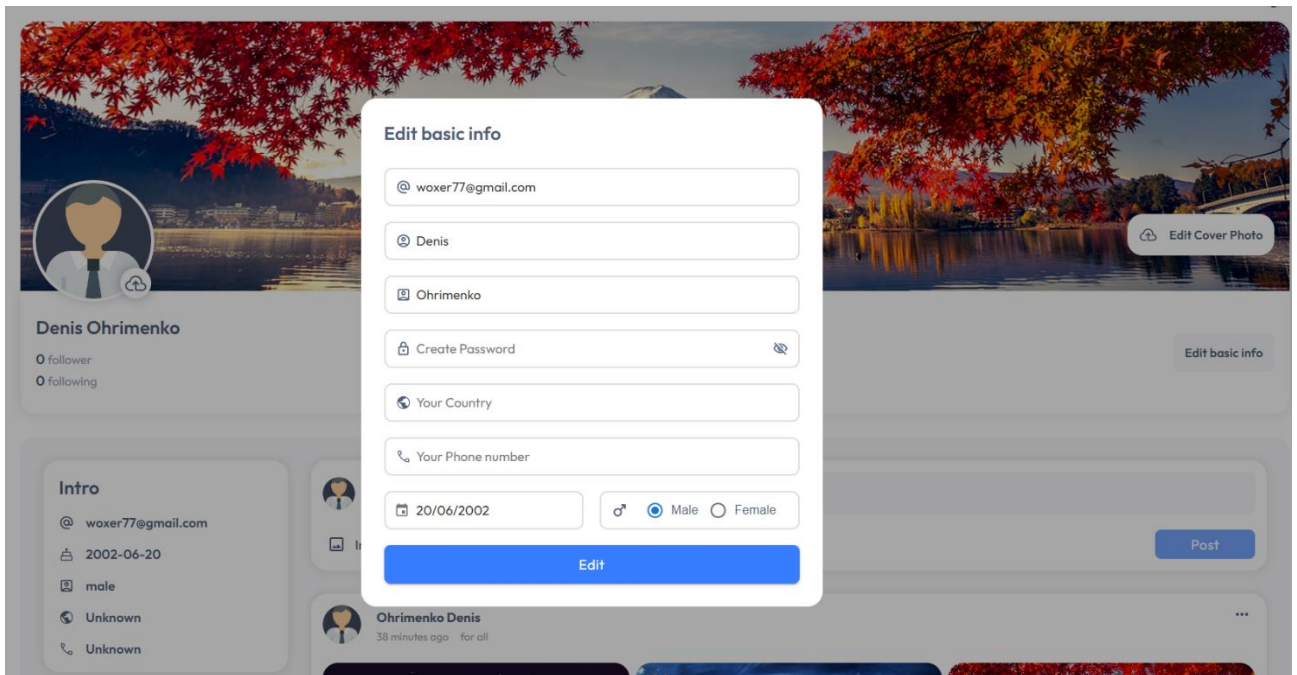 Edit basic info
woxer77@gmail.com
Denis
Ohrimenko
Create Password
Your Country
Your Phone number
20/06/2002
Male Female
Edit
Edit Cover Photo
Denis Ohrimenko
0 follower
0 following
Edit basic info
Intro
woxer77@gmail.com
2002-06-20
male
Unknown
Unknown
Post
Ohrimenko Denis
38 minutes ago for all